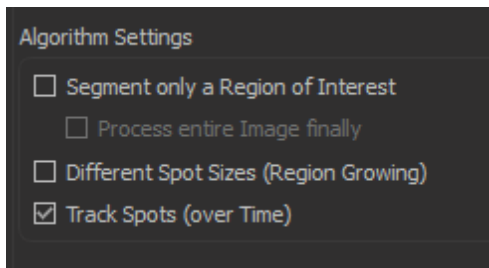 Algorithm Settings
Segment only a Region of Interest
Process entire Image finally
Different Spot Sizes (Region Growing)
Track Spots (over Time)